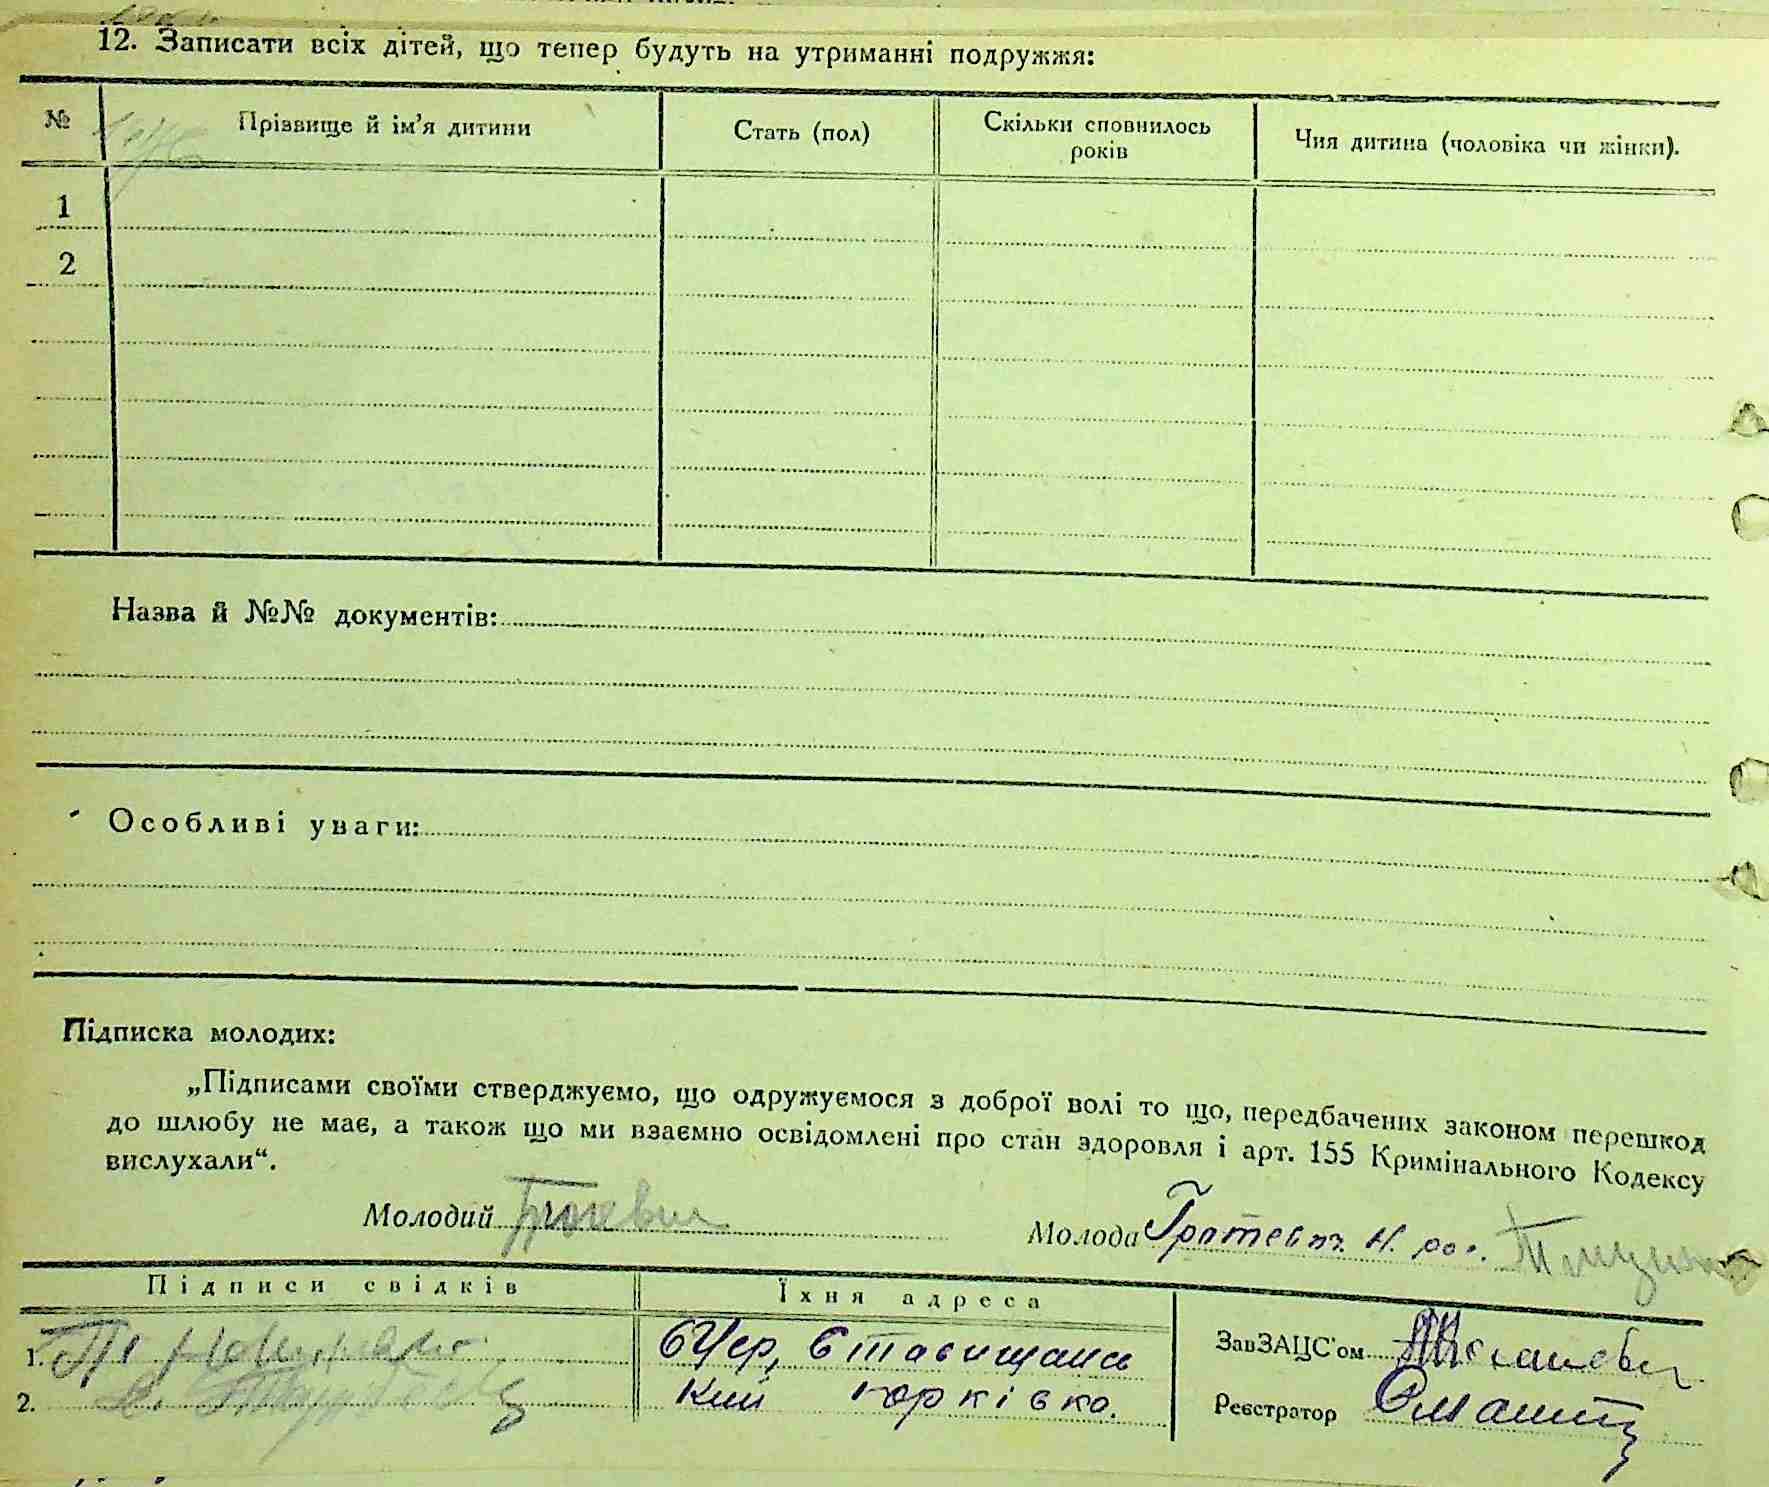 12. Записати всіх дітей, що тепер будуть на утриманні подружжя:
№ Прізвище й ім'я дитини Стать (пол) Скільки сповнилось років Чия дитина (чоловіка чи жінки).
1
2
Назва й №№ документів:
Особливі уваги:
Підписка молодих:
„Підписами своїми стверджуємо, що одружуємося з доброї волі то що, передбачених законом перешкод
до шлюбу не має, а також що ми взаємно освідомлені про стан здоровля і арт. 155 Кримінального Кодексу
вислухали“.
Молодий Молода
Підписи свідків Їхня адреса
1. ЗавЗАЦС'ом
2. Реєстратор